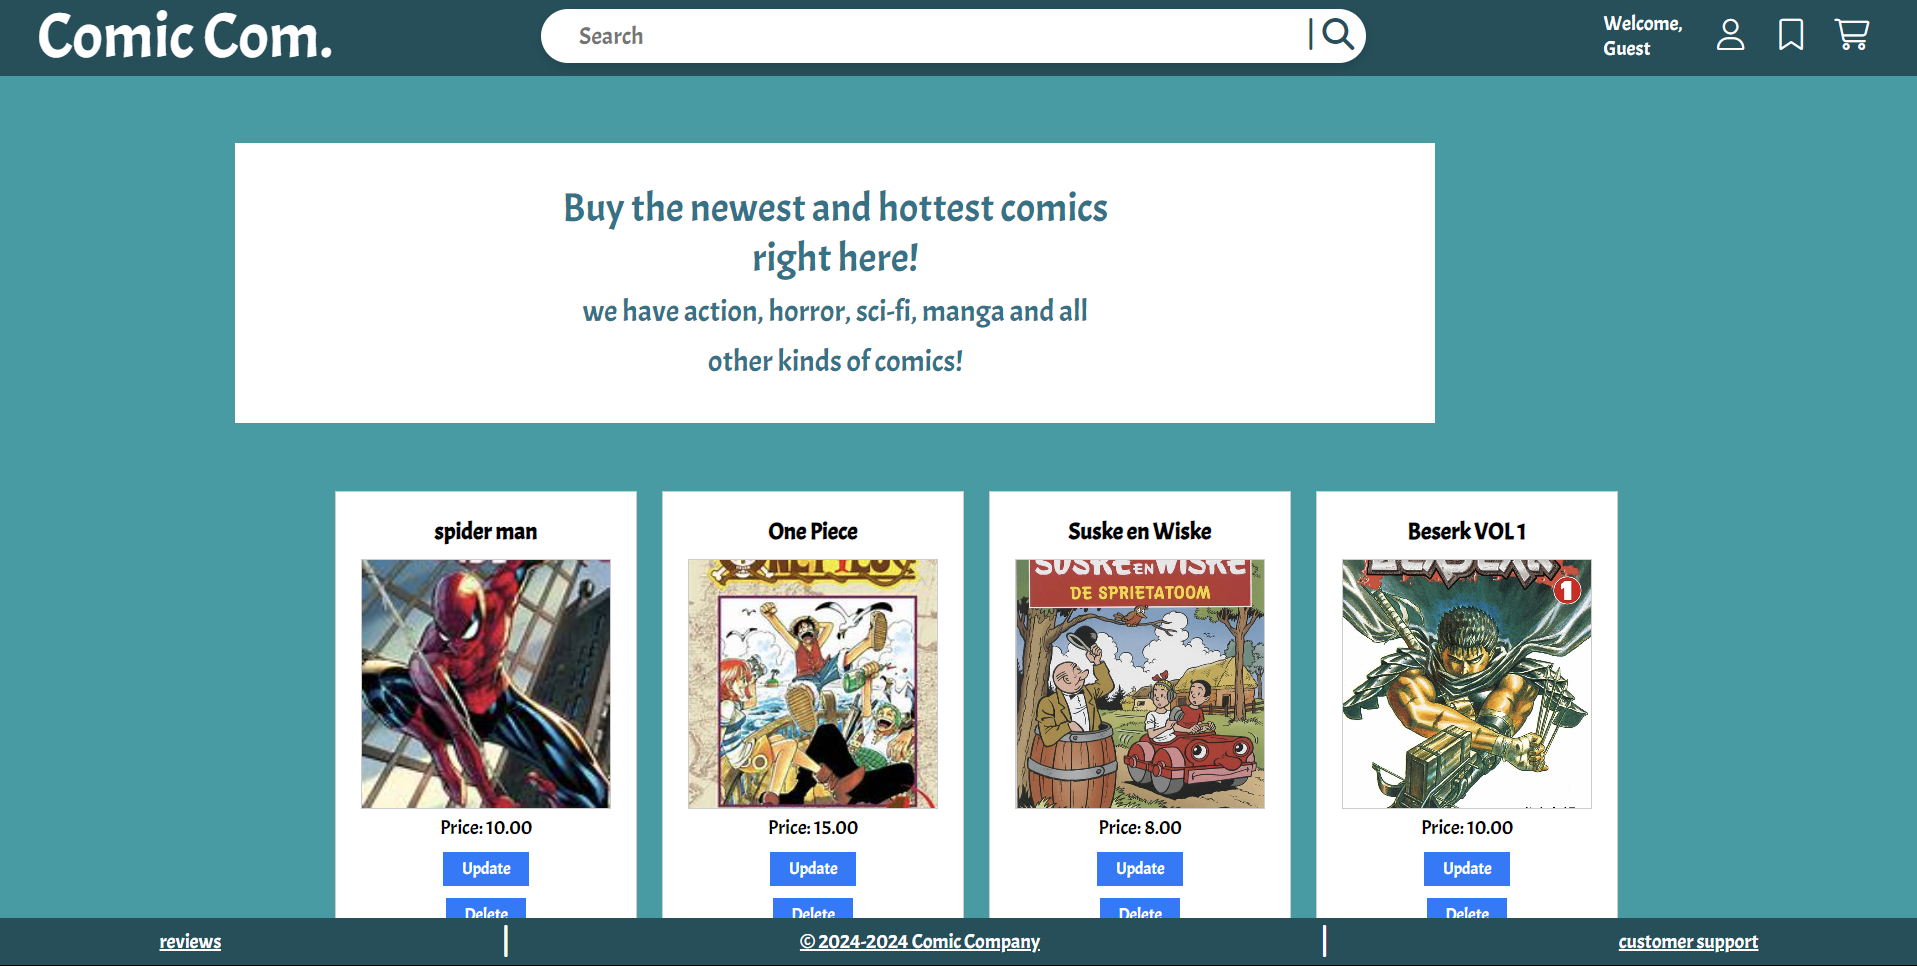 Comic Com.
Search
Welcome,
Guest
Buy the newest and hottest comics
right here!
we have action, horror, sci-fi, manga and all
other kinds of comics!
spider man
One Piece
Suske en Wiske
Beserk VOL 1
ONE PIECE
SUSKE EN WISKE
DE SPRIETATOOM
BERSERK
1
Price: 10.00
Price: 15.00
Price: 8.00
Price: 10.00
Update
Update
Update
Update
Delete
Delete
Delete
Delete
reviews
© 2024-2024 Comic Company
customer support